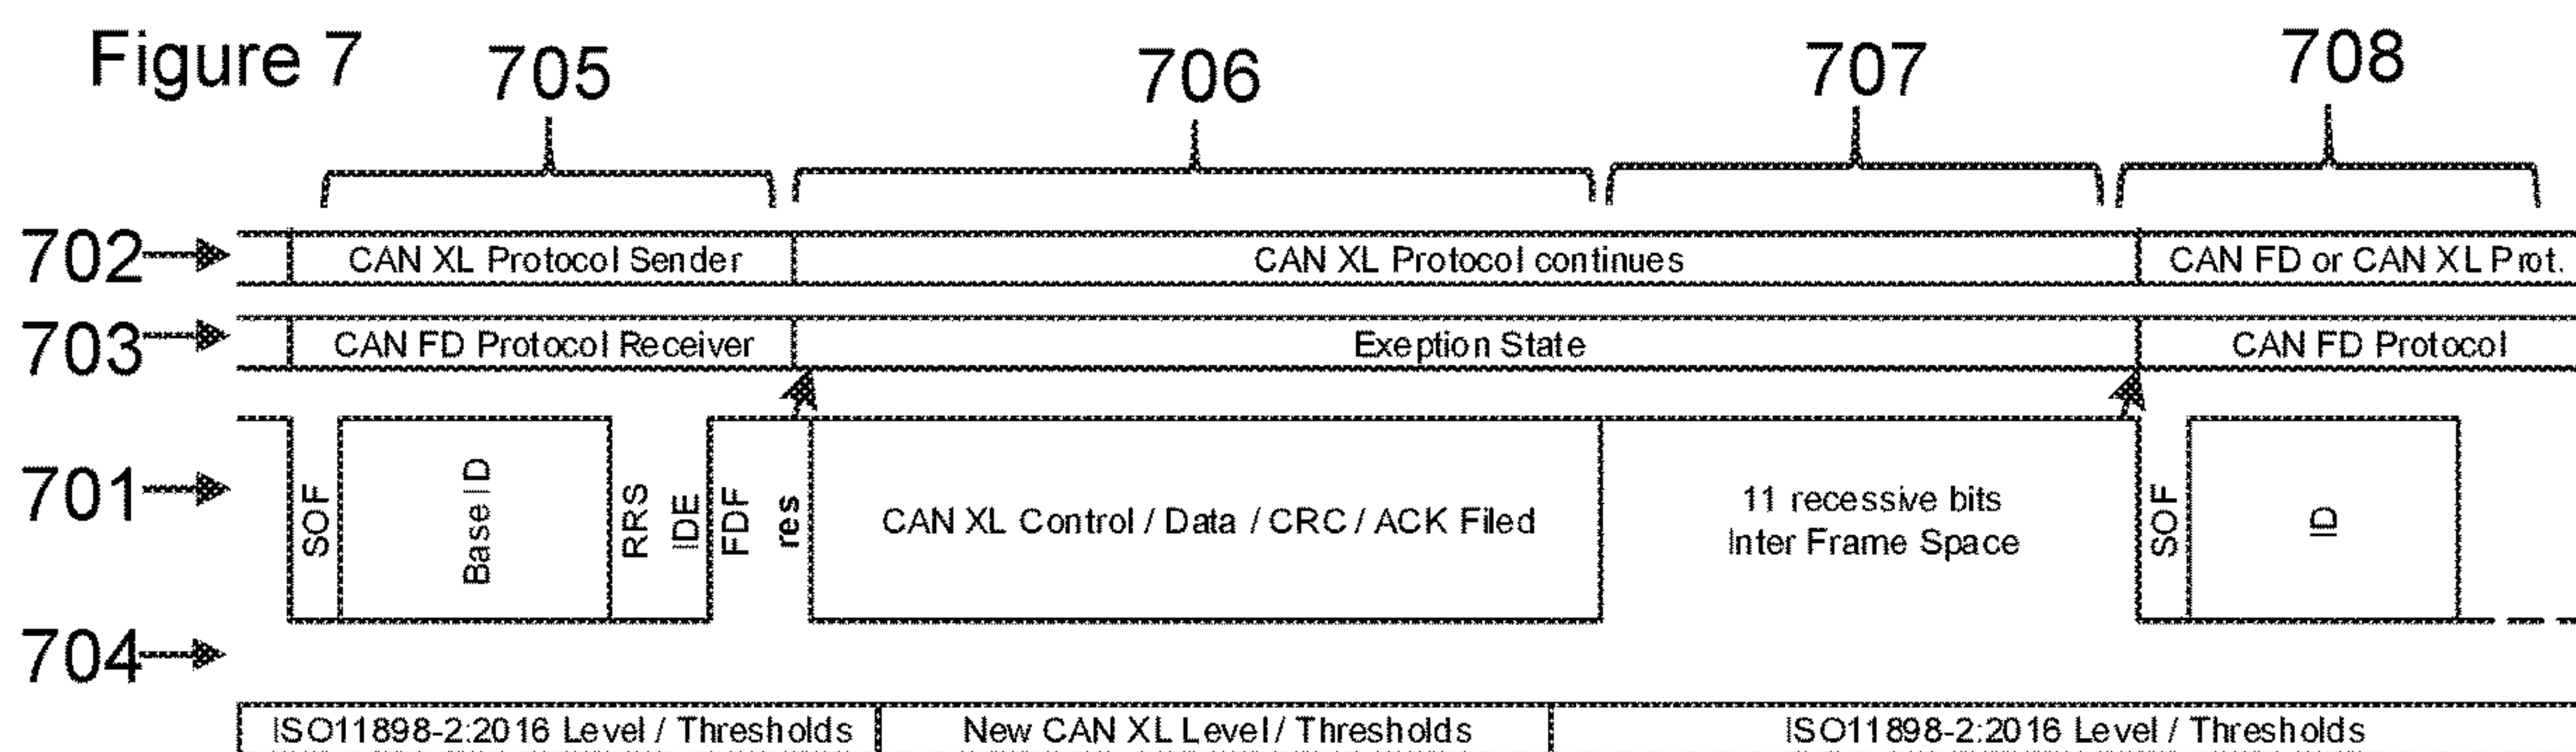 Figure 7
705
706
707
708
702
CAN XL Protocol Sender
CAN XL Protocol continues
CAN FD or CAN XL Prot.
703
CAN FD Protocol Receiver
Exeption State
CAN FD Protocol
701
SOF
Base ID
RRS
IDE
FDF
res
CAN XL Control / Data / CRC / ACK Filed
11 recessive bits
Inter Frame Space
SOF
ID
704
ISO11898-2:2016 Level / Thresholds
New CAN XL Level / Thresholds
ISO11898-2:2016 Level / Thresholds